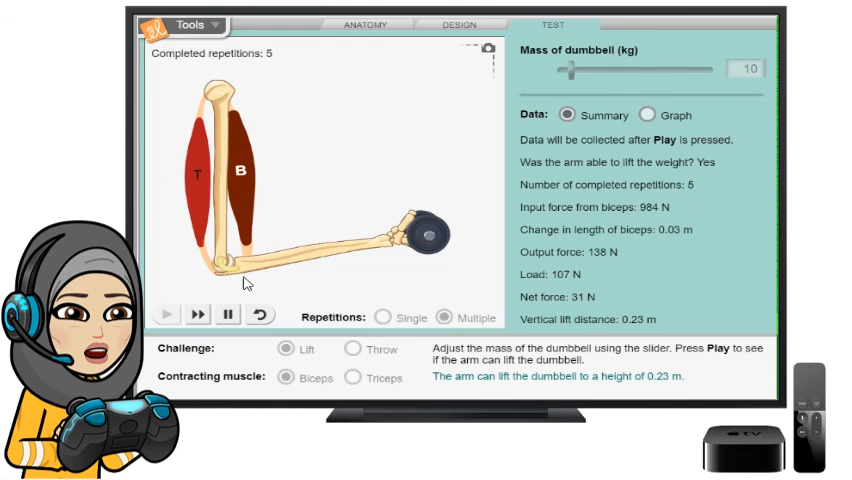 Tools
ANATOMY
DESIGN
TEST
Completed repetitions: 5
T
B
Repetitions: Single Multiple
Mass of dumbbell (kg)
10
Data: Summary Graph
Data will be collected after Play is pressed.
Was the arm able to lift the weight? Yes
Number of completed repetitions: 5
Input force from biceps: 984 N
Change in length of biceps: 0.03 m
Output force: 138 N
Load: 107 N
Net force: 31 N
Vertical lift distance: 0.23 m
Challenge: Lift Throw
Contracting muscle: Biceps Triceps
Adjust the mass of the dumbbell using the slider. Press Play to see
if the arm can lift the dumbbell.
The arm can lift the dumbbell to a height of 0.23 m.
tv